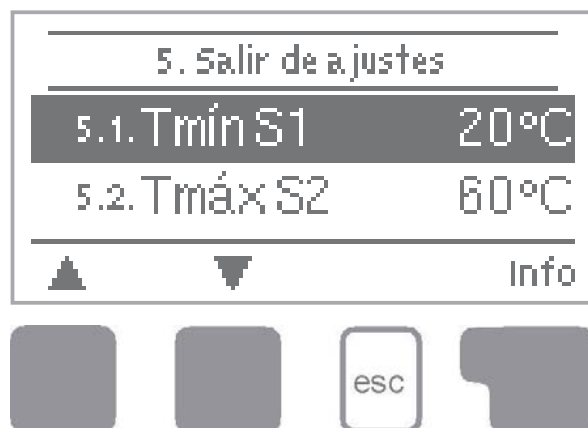 5. Salir de ajustes
5.1. Tmín S1 20°C
5.2. Tmáx S2 60°C
▲ ▼ Info
esc